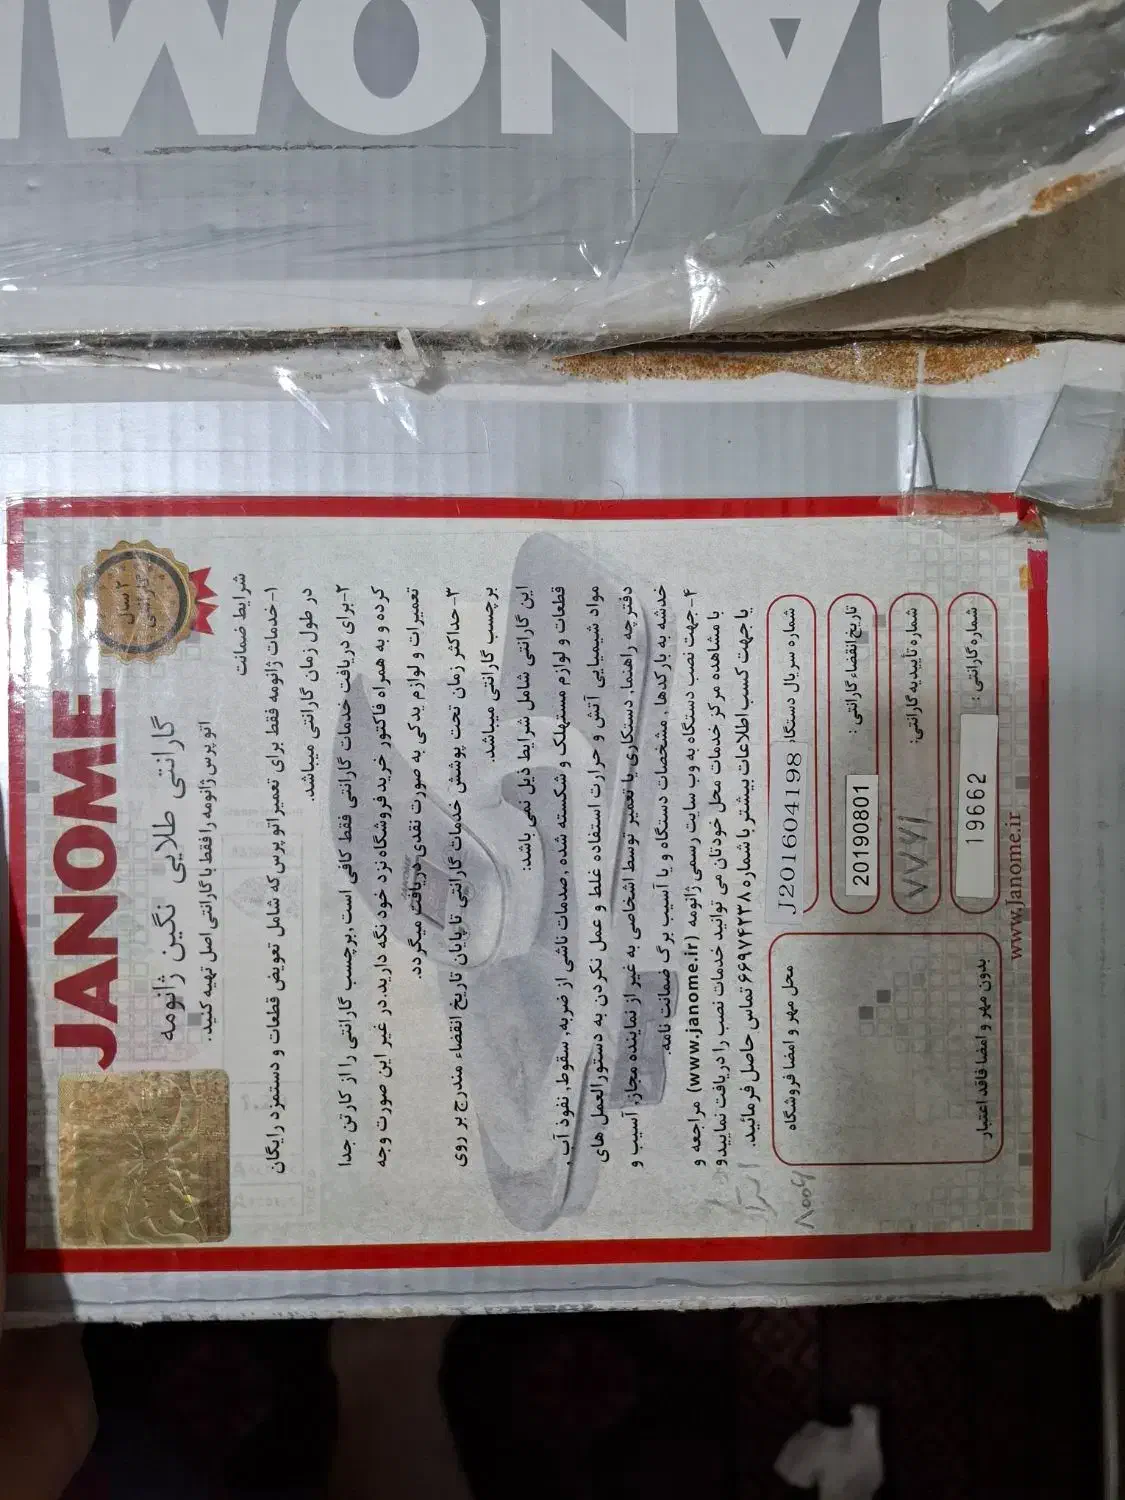 JANOM
JANOME
۲ سال
گارانتی
گارانتی طلایی نگین ژانومه
اتو پرس ژانومه را فقط با گارانتی اصل تهیه کنید.
شرایط ضمانت
۱- خدمات ژانومه فقط برای تعمیر اتو پرس که شامل تعویض قطعات و دستمزد رایگان
در طول زمان گارانتی میباشد.
۲- برای دریافت خدمات گارانتی فقط کافی است، برچسب گارانتی را از کارتن جدا
کرده و به همراه فاکتور خرید فروشگاه نزد خود نگه دارید. در غیر این صورت وجه
تعمیرات و لوازم یدکی به صورت نقدی دریافت میگردد.
۳- حداکثر زمان تحت پوشش خدمات گارانتی تا پایان تاریخ انقضاء مندرج بر روی
برچسب گارانتی میباشد.
این گارانتی شامل شرایط ذیل نمی باشد:
قطعات و لوازم مستهلک و شکسته شده ,صدمات ناشی از ضربه, سقوط, نفوذ آب ,
مواد شیمیایی آتش و حرارت استفاده غلط و عمل نکردن به دستورالعمل های
دفترچه راهنما, دستکاری یا تعمیر توسط اشخاصی به غیر از نماینده مجاز, آسیب و
خدشه به بارکدها , مشخصات دستگاه و یا آسیب برگ ضمانت نامه.
۴- جهت نصب دستگاه به وب سایت رسمی ژانومه (www.janome.ir) مراجعه و
با مشاهده مرکز خدمات محل خودتان می توانید خدمات نصب را دریافت نمایید و
یا جهت کسب اطلاعات بیشتر با شماره ۶۶۹۷۴۲۳۸ تماس حاصل فرمائید.
شماره سریال دستگاه J201604198
تاریخ انقضاء گارانتی: 20190801
شماره تأییدیه گارانتی: ۷۷۷۱
شماره گارانتی : 19662
محل مهر و امضا فروشگاه
بدون مهر و امضا فاقد اعتبار
www.Janome.ir